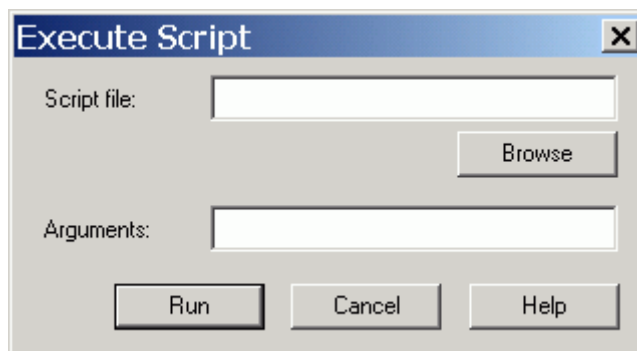 Execute Script
Script file:
Browse
Arguments:
Run Cancel Help